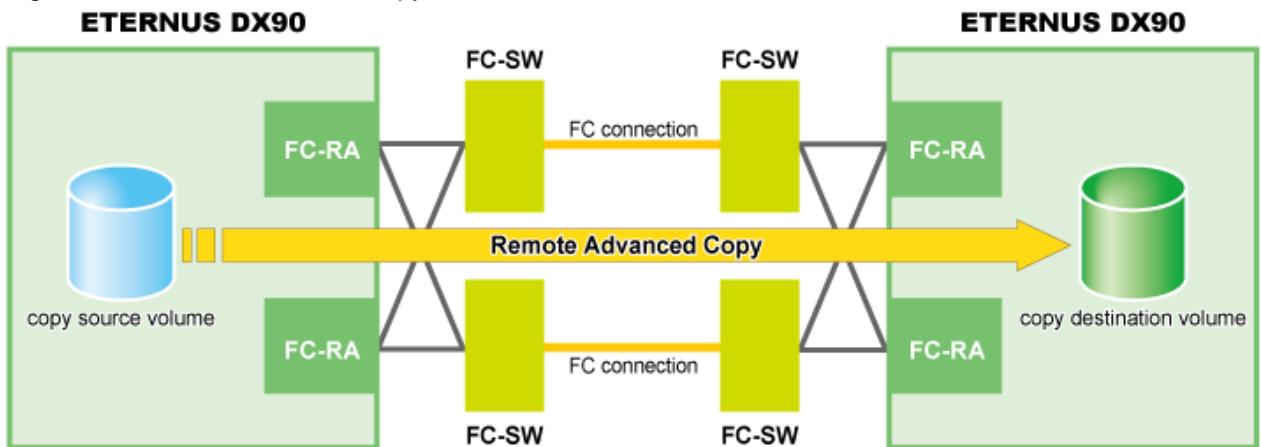 ETERNUS DX90
ETERNUS DX90
FC-SW
FC-SW
FC-RA
FC connection
FC-RA
Remote Advanced Copy
copy source volume
copy destination volume
FC-RA
FC connection
FC-RA
FC-SW
FC-SW